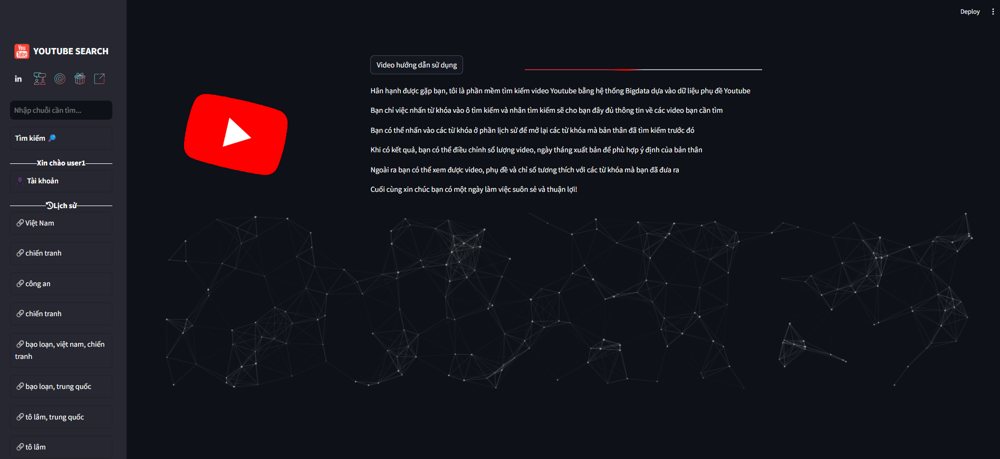 Deploy
You
Tube
YOUTUBE SEARCH
in
Nhập chuỗi cần tìm...
Tìm kiếm
Xin chào user1
Tài khoản
Lịch sử
Việt Nam
chiến tranh
công an
chiến tranh
bạo loạn, việt nam, chiến
tranh
bạo loạn, trung quốc
tô lâm, trung quốc
tô lâm
Video hướng dẫn sử dụng
Hân hạnh được gặp bạn, tôi là phần mềm tìm kiếm video Youtube bằng hệ thống Bigdata dựa vào dữ liệu phụ đề Youtube
Bạn chỉ việc nhấn từ khóa vào ô tìm kiếm và nhân tìm kiếm sẽ cho bạn đây đủ thông tin về các video bạn cần tìm
Bạn có thể nhấn vào các từ khóa ở phần lịch sử để mở lại các từ khóa mà bản thân đã tìm kiếm trước đó
Khi có kết quả, bạn có thể điều chỉnh sổ lượng video, ngày tháng xuất bản để phù hợp ý định của bản thân
Ngoài ra bạn có thể xem được video, phụ đề và chỉ số tương thích với các từ khóa mà bạn đã đưa ra
Cuối cùng xin chúc bạn có một ngày làm việc suôn sẻ và thuận lợi!